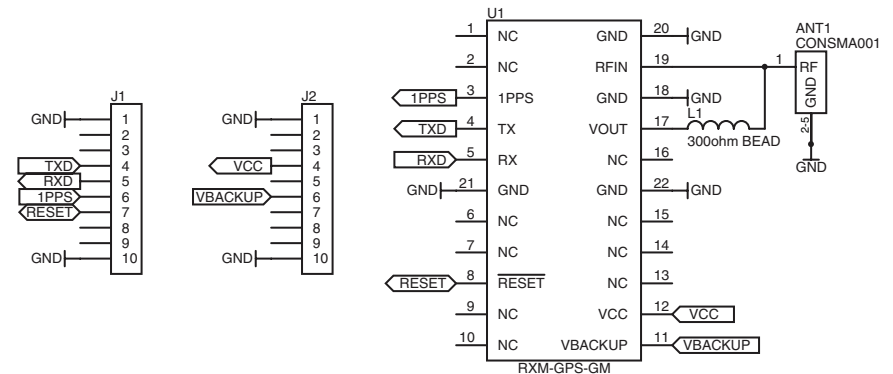 U1
ANT1
CONSMA001
1 NC GND 20 GND
2 NC RFIN 19 1 RF
GND
2-5
GND
1PPS 3 1PPS GND 18 GND
L1
TXD 4 TX VOUT 17
300ohm BEAD
RXD 5 RX NC 16
GND 21 GND GND 22 GND
6 NC NC 15
7 NC NC 14
RESET 8 RESET NC 13
9 NC VCC 12 VCC
10 NC VBACKUP 11 VBACKUP
RXM-GPS-GM
J1
GND 1
2
3
TXD 4
RXD 5
1PPS 6
RESET 7
8
9
GND 10
J2
GND 1
2
3
VCC 4
5
VBACKUP 6
7
8
9
GND 10